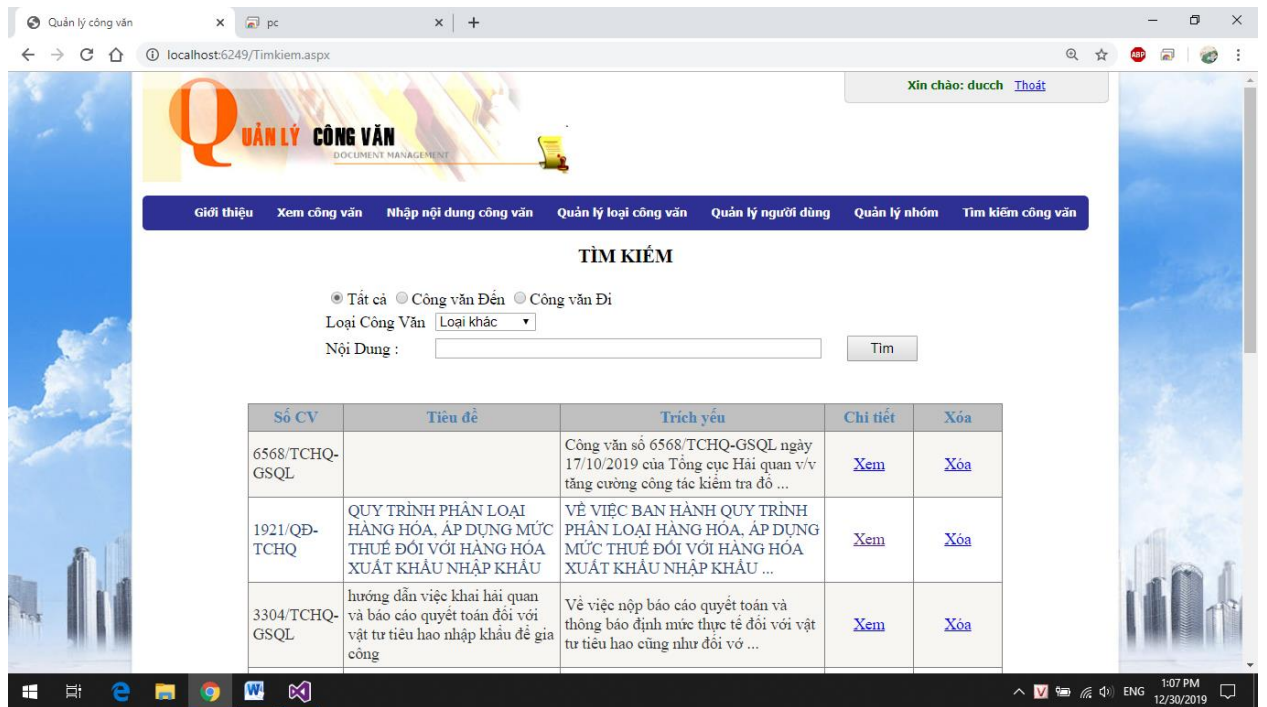 Quản lý công văn
pc
localhost:6249/Timkiem.aspx
ABP
Xin chào: ducch Thoát
QUẢN LÝ CÔNG VĂN
DOCUMENT MANAGEMENT
Giới thiệu Xem công văn Nhập nội dung công văn Quản lý loại công văn Quản lý người dùng Quản lý nhóm Tìm kiếm công văn
TÌM KIẾM
Tất cả Công văn Đến Công văn Đi
Loại Công Văn Loại khác
Nội Dung : Tìm
Số CV Tiêu đề Trích yếu Chi tiết Xóa
6568/TCHQ-
GSQL
Công văn số 6568/TCHQ-GSQL ngày
17/10/2019 của Tổng cục Hải quan v/v
tăng cường công tác kiểm tra đố ...
Xem Xóa
1921/QĐ-
TCHQ
QUY TRÌNH PHÂN LOẠI
HÀNG HÓA, ÁP DỤNG MỨC
THUẾ ĐỐI VỚI HÀNG HÓA
XUẤT KHẨU NHẬP KHẨU
VỀ VIỆC BAN HÀNH QUY TRÌNH
PHÂN LOẠI HÀNG HÓA, ÁP DỤNG
MỨC THUẾ ĐỐI VỚI HÀNG HÓA
XUẤT KHẨU NHẬP KHẨU ...
Xem Xóa
3304/TCHQ-
GSQL
hướng dẫn việc khai hải quan
và báo cáo quyết toán đối với
vật tư tiêu hao nhập khẩu để gia
công
Về việc nộp báo cáo quyết toán và
thông báo định mức thực tế đối với vật
tư tiêu hao cũng như đối vớ ...
Xem Xóa
ENG
1:07 PM
12/30/2019